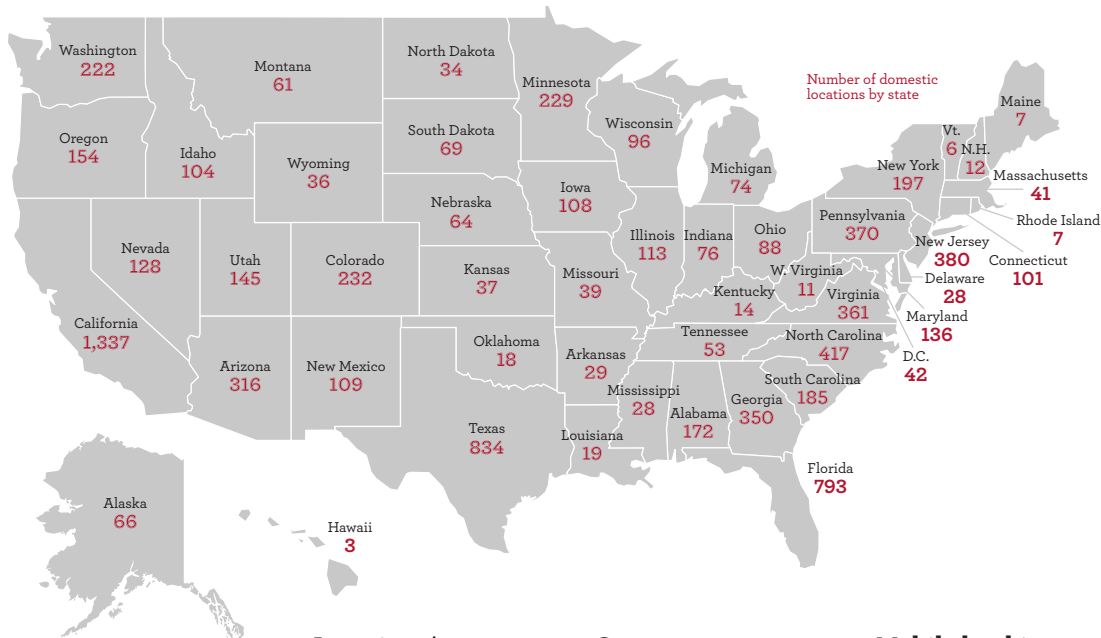 Washington
222
Montana
61
North Dakota
34
Minnesota
229
Number of domestic
locations by state
Maine
7
Oregon
154
Idaho
104
Wyoming
36
South Dakota
69
Wisconsin
96
Michigan
74
New York
197
Vt.
6
N.H.
12
Massachusetts
41
Rhode Island
7
Connecticut
101
Nebraska
64
Iowa
108
Illinois
113
Indiana
76
Ohio
88
Pennsylvania
370
New Jersey
380
Delaware
28
Maryland
136
D.C.
42
Nevada
128
Utah
145
Colorado
232
Kansas
37
Missouri
39
Kentucky
14
W. Virginia
11
Virginia
361
California
1,337
Arizona
316
New Mexico
109
Oklahoma
18
Arkansas
29
Tennessee
53
North Carolina
417
South Carolina
185
Mississippi
28
Alabama
172
Georgia
350
Texas
834
Louisiana
19
Florida
793
Alaska
66
Hawaii
3